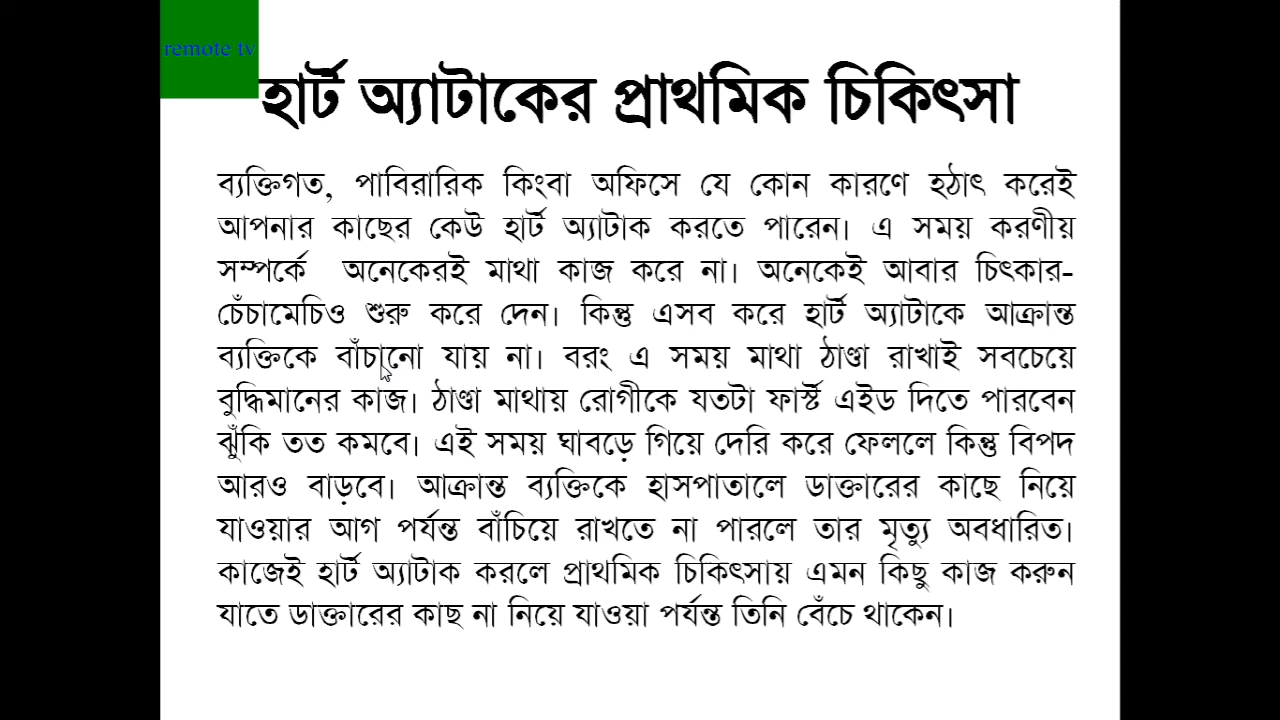 remote tv
হার্ট অ্যাটাকের প্রাথমিক চিকিৎসা
ব্যক্তিগত, পাবিরারিক কিংবা অফিসে যে কোন কারণে হঠাৎ করেই
আপনার কাছের কেউ হার্ট অ্যাটাক করতে পারেন। এ সময় করণীয়
সম্পর্কে অনেকেরই মাথা কাজ করে না। অনেকেই আবার চিৎকার-
চেঁচামেচিও শুরু করে দেন। কিন্তু এসব করে হার্ট অ্যাটাকে আক্রান্ত
ব্যক্তিকে বাঁচানো যায় না। বরং এ সময় মাথা ঠাণ্ডা রাখাই সবচেয়ে
বুদ্ধিমানের কাজ। ঠাণ্ডা মাথায় রোগীকে যতটা ফার্স্ট এইড দিতে পারবেন
ঝুঁকি তত কমবে। এই সময় ঘাবড়ে গিয়ে দেরি করে ফেললে কিন্তু বিপদ
আরও বাড়বে। আক্রান্ত ব্যক্তিকে হাসপাতালে ডাক্তারের কাছে নিয়ে
যাওয়ার আগ পর্যন্ত বাঁচিয়ে রাখতে না পারলে তার মৃত্যু অবধারিত।
কাজেই হার্ট অ্যাটাক করলে প্রাথমিক চিকিৎসায় এমন কিছু কাজ করুন
যাতে ডাক্তারের কাছ না নিয়ে যাওয়া পর্যন্ত তিনি বেঁচে থাকেন।